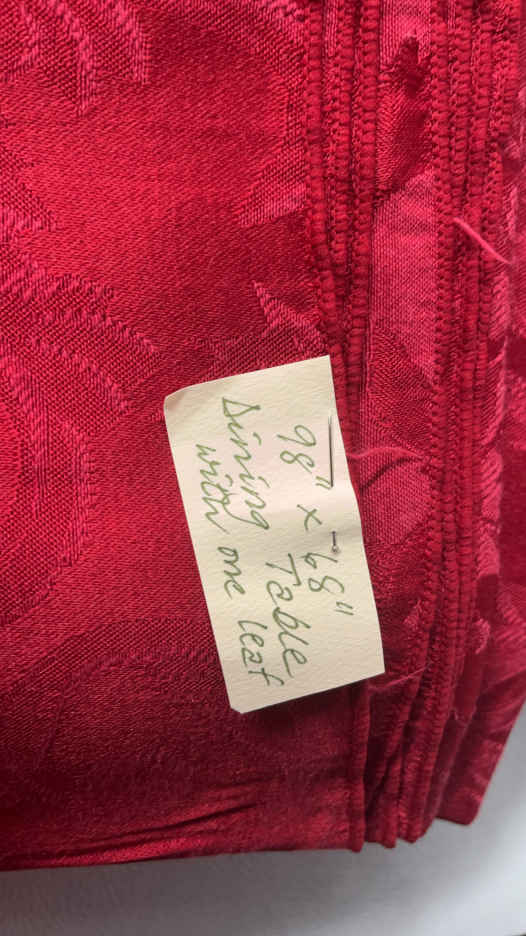 98" x 68"
Dining Table
with one leaf